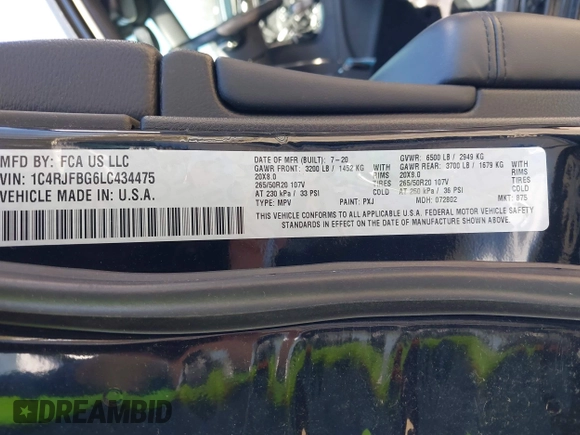 MFD BY: FCA US LLC
VIN: 1C4RJFBG6LC434475
VEHICLE MADE IN: U.S.A.
DATE OF MFR (BUILT): 7-20
GAWR FRONT: 3200 LB / 1452 KG
20X8.0 RIMS
265/50R20 107V TIRES
AT 230 kPa / 33 PSI COLD
TYPE: MPV PAINT: PXJ
GVWR: 6500 LB / 2949 KG
GAWR REAR: 3700 LB / 1679 KG
20X8.0 RIMS
265/50R20 107V TIRES
AT 250 kPa / 36 PSI COLD
MDH: 072802 MKT: 875
THIS CONFORMS TO ALL APPLICABLE U.S.A. FEDERAL MOTOR VEHICLE SAFETY
STANDARDS IN EFFECT ON THE DATE OF MANUFACTURE SHOWN ABOVE.
DREAMBID